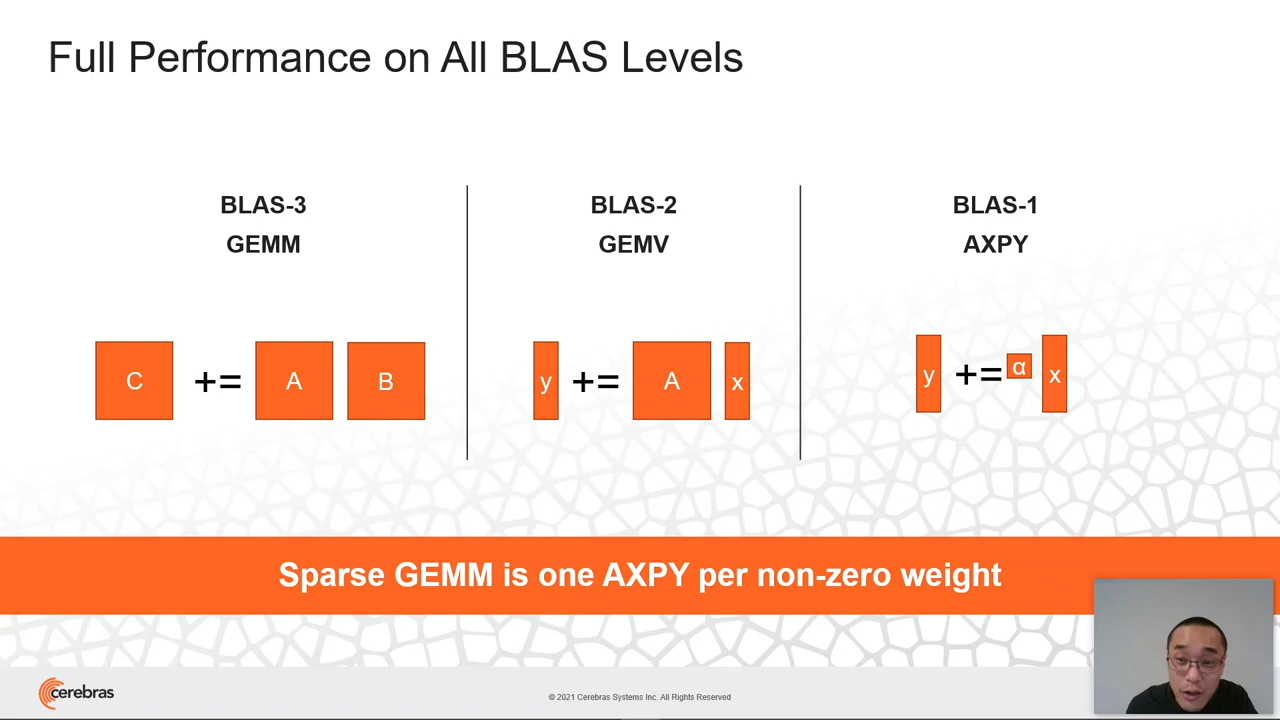 Full Performance on All BLAS Levels
BLAS-3
GEMM
C += A B
BLAS-2
GEMV
y += A x
BLAS-1
AXPY
y += α x
Sparse GEMM is one AXPY per non-zero weight
cerebras
© 2021 Cerebras Systems Inc. All Rights Reserved